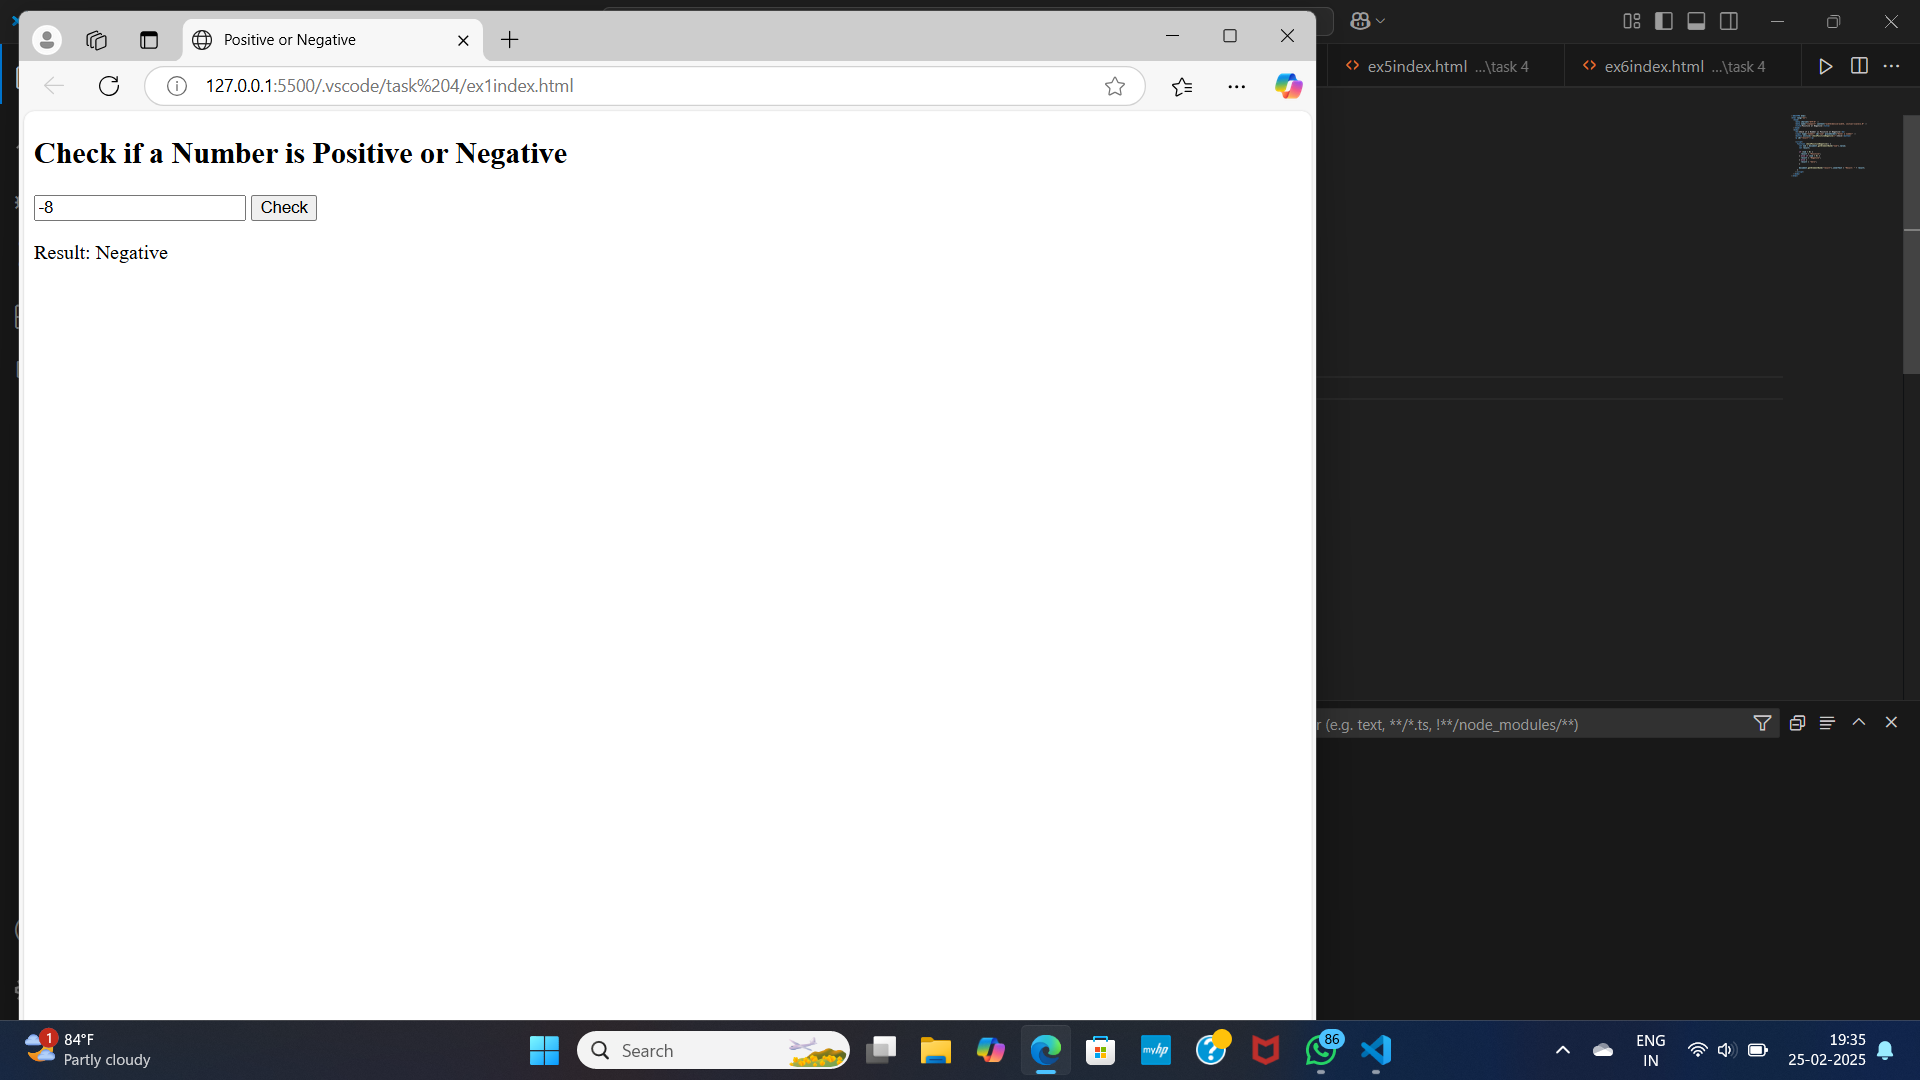 Positive or Negative
ex5index.html ...\task 4
ex6index.html ...\task 4
127.0.0.1:5500/.vscode/task%204/ex1index.html
Check if a Number is Positive or Negative
-8
Check
Result: Negative
r (e.g. text, **/*.ts, !**/node_modules/**)
1
84°F
Partly cloudy
Search
myhp
86
ENG
IN
19:35
25-02-2025